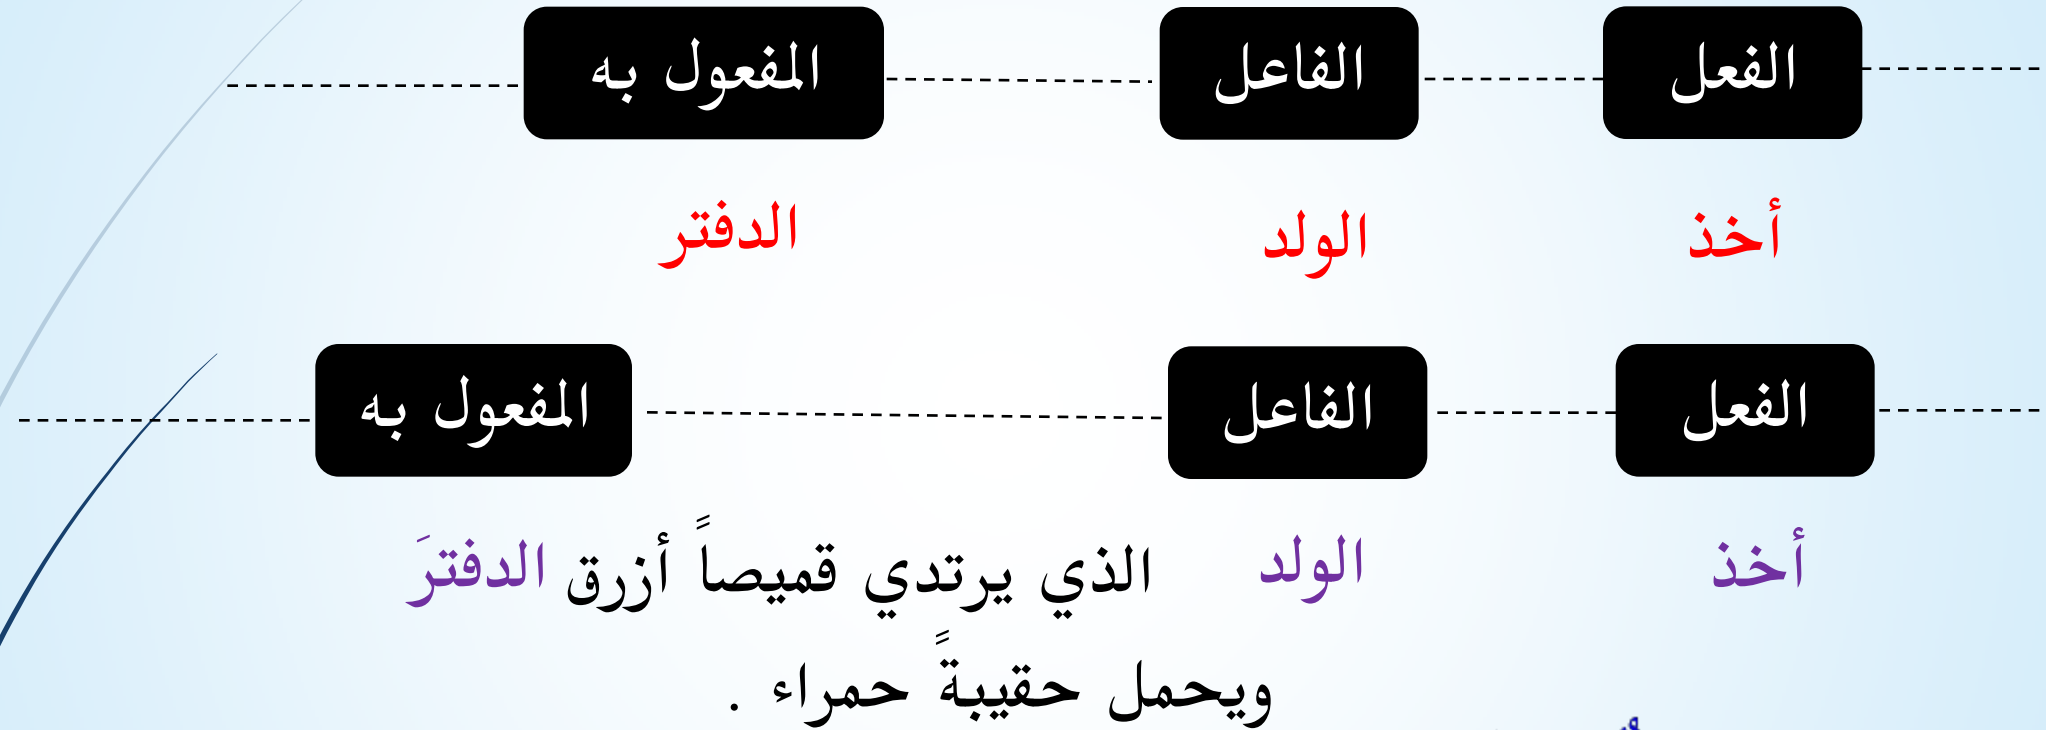 الفعل الفاعل المفعول به
أخذ الولد الدفتر
الفعل الفاعل المفعول به
أخذ الولد الذي يرتدي قميصاً أزرق الدفترَ
ويحمل حقيبةً حمراء .